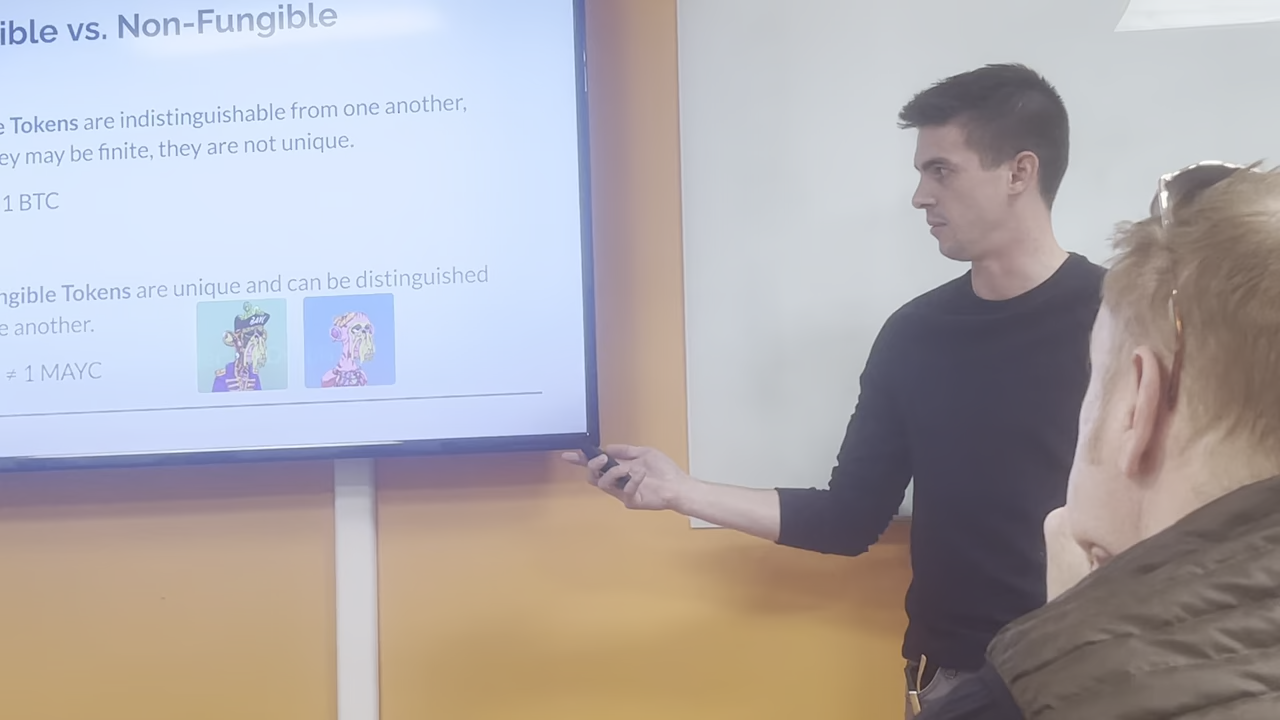 ible vs. Non-Fungible
e Tokens are indistinguishable from one another,
ey may be finite, they are not unique.
1 BTC
ngible Tokens are unique and can be distinguished
e another.
≠ 1 MAYC